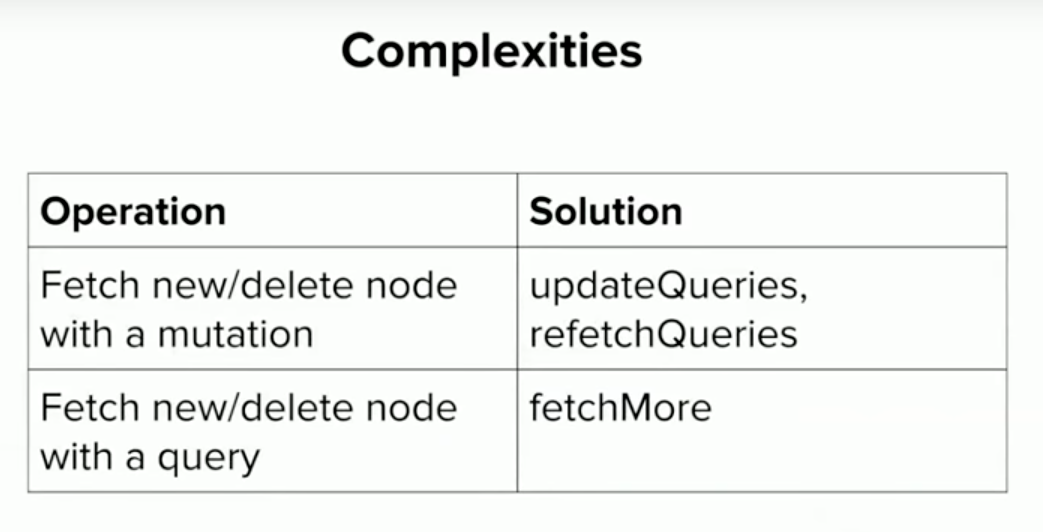 Complexities
Operation
Solution
Fetch new/delete node
with a mutation
updateQueries,
refetchQueries
Fetch new/delete node
with a query
fetchMore